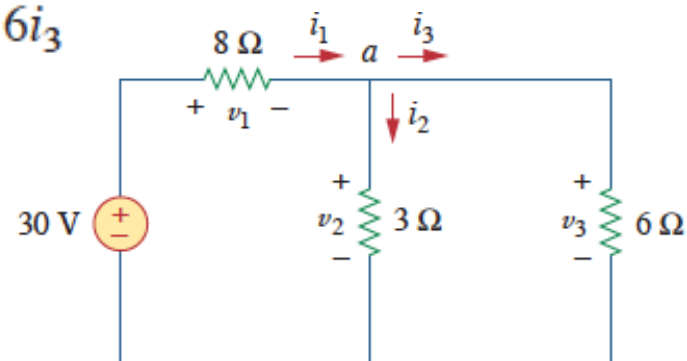 6i₃
8 Ω i₁ a i₃
+ v₁ −
i₂
30 V + − + v₂ − 3 Ω + v₃ − 6 Ω